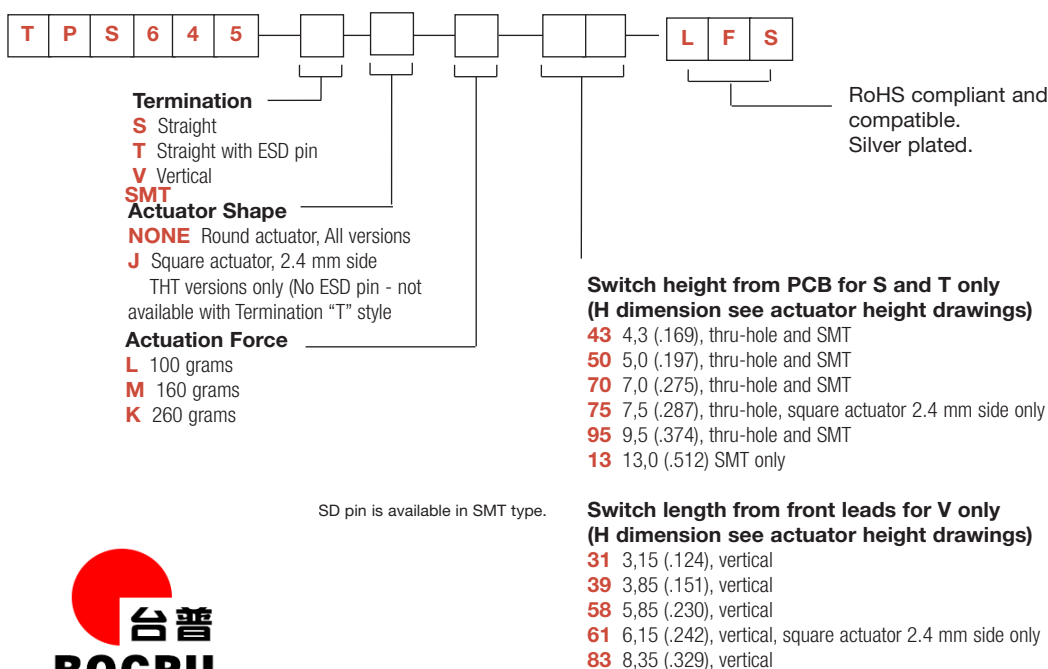 T P S 6 4 5 L F S
RoHS compliant and
compatible.
Silver plated.
Termination
S Straight
T Straight with ESD pin
V Vertical
SMT
Actuator Shape
NONE Round actuator, All versions
J Square actuator, 2.4 mm side
THT versions only (No ESD pin - not
available with Termination “T” style
Actuation Force
L 100 grams
M 160 grams
K 260 grams
Switch height from PCB for S and T only
(H dimension see actuator height drawings)
43 4,3 (.169), thru-hole and SMT
50 5,0 (.197), thru-hole and SMT
70 7,0 (.275), thru-hole and SMT
75 7,5 (.287), thru-hole, square actuator 2.4 mm side only
95 9,5 (.374), thru-hole and SMT
13 13,0 (.512) SMT only
SD pin is available in SMT type.
Switch length from front leads for V only
(H dimension see actuator height drawings)
31 3,15 (.124), vertical
39 3,85 (.151), vertical
58 5,85 (.230), vertical
61 6,15 (.242), vertical, square actuator 2.4 mm side only
83 8,35 (.329), vertical
台普